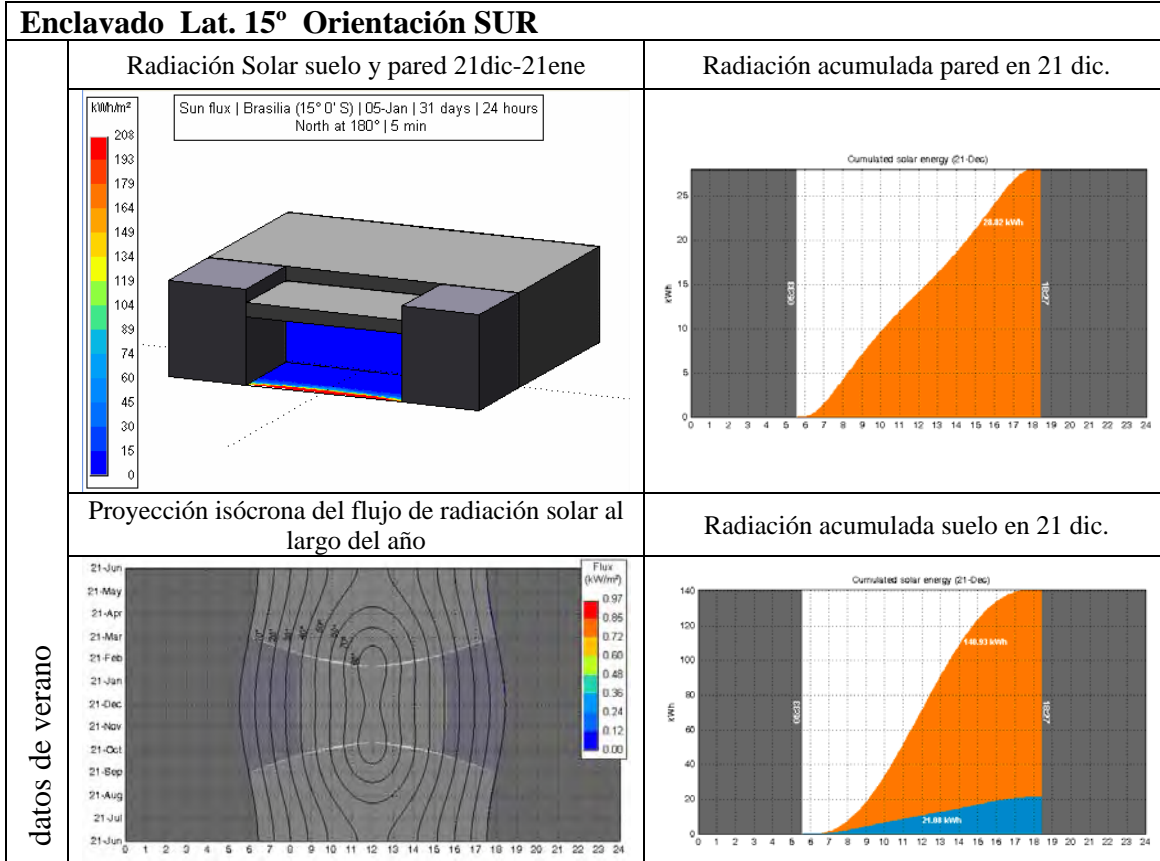 Enclavado Lat. 15º Orientación SUR
Radiación Solar suelo y pared 21dic-21ene
Radiación acumulada pared en 21 dic.
kWh/m²
208
193
179
164
149
134
119
104
89
74
60
45
30
15
0
Sun flux | Brasilia (15° 0' S) | 05-Jan | 31 days | 24 hours
North at 180° | 5 min
Cumulated solar energy (21-Dec)
kWh
25
20
15
10
5
0
28.82 kWh
05:33
18:27
0 1 2 3 4 5 6 7 8 9 10 11 12 13 14 15 16 17 18 19 20 21 22 23 24
Proyección isócrona del flujo de radiación solar al
largo del año
Radiación acumulada suelo en 21 dic.
datos de verano
21-Jun
21-May
21-Apr
21-Mar
21-Feb
21-Jan
21-Dec
21-Nov
21-Oct
21-Sep
21-Aug
21-Jul
21-Jun
0 1 2 3 4 5 6 7 8 9 10 11 12 13 14 15 16 17 18 19 20 21 22 23 24
Flux
(kW/m²)
0.97
0.85
0.72
0.60
0.48
0.36
0.24
0.12
0.00
Cumulated solar energy (21-Dec)
kWh
140
120
100
80
60
40
20
0
140.93 kWh
21.08 kWh
05:33
18:27
0 1 2 3 4 5 6 7 8 9 10 11 12 13 14 15 16 17 18 19 20 21 22 23 24